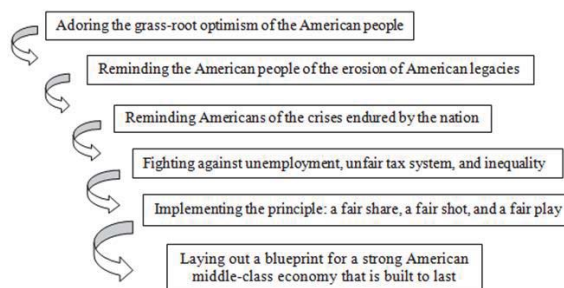 Adoring the grass-root optimism of the American people
Reminding the American people of the erosion of American legacies
Reminding Americans of the crises endured by the nation
Fighting against unemployment, unfair tax system, and inequality
Implementing the principle: a fair share, a fair shot, and a fair play
Laying out a blueprint for a strong American
middle-class economy that is built to last